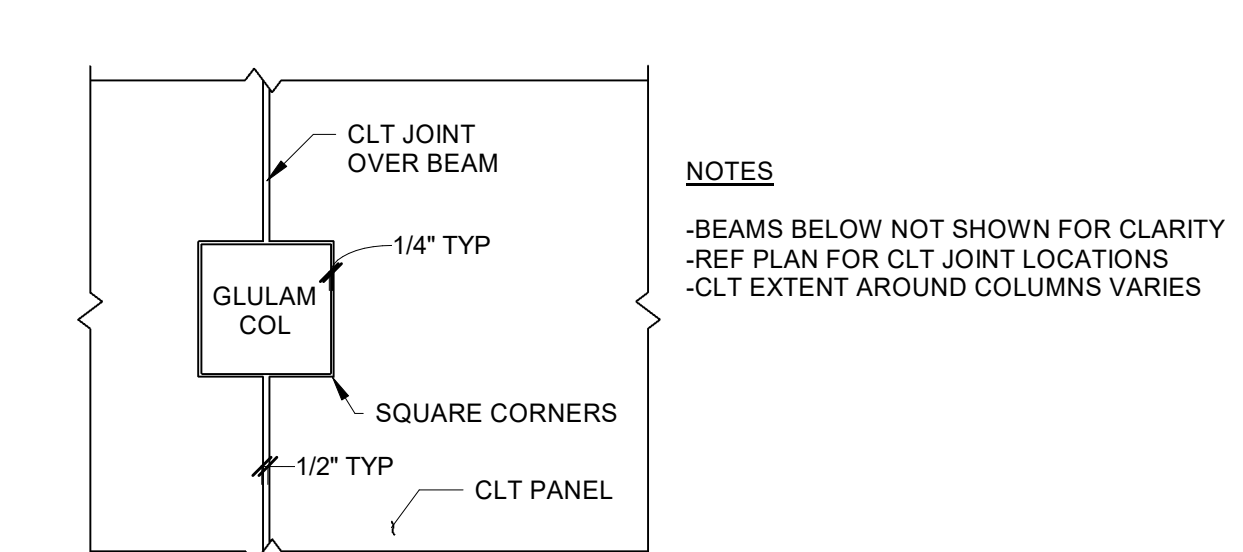 CLT JOINT
OVER BEAM
1/4" TYP
GLULAM
COL
SQUARE CORNERS
1/2" TYP
CLT PANEL
NOTES
-BEAMS BELOW NOT SHOWN FOR CLARITY
-REF PLAN FOR CLT JOINT LOCATIONS
-CLT EXTENT AROUND COLUMNS VARIES